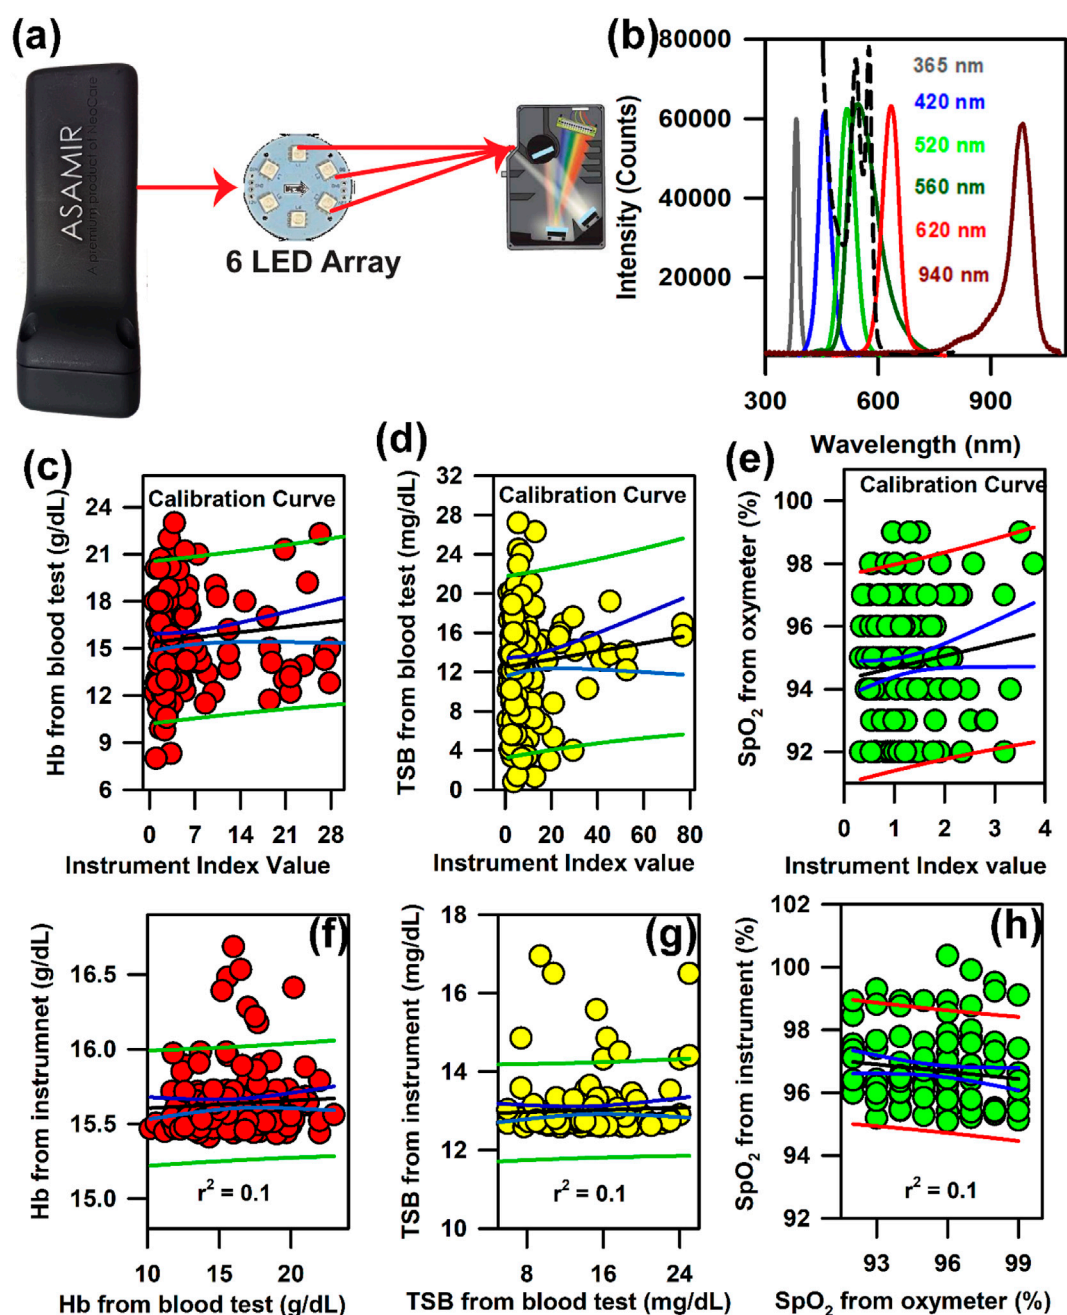 (a)
ASAMIR
A premium product of NeoCare
6 LED Array
(b)
Intensity (Counts)
80000
60000
40000
20000
365 nm
420 nm
520 nm
560 nm
620 nm
940 nm
300 600 900
Wavelength (nm)
(c)
Hb from blood test (g/dL)
Calibration Curve
24
21
18
15
12
9
6
0 7 14 21 28
Instrument Index Value
(d)
TSB from blood test (mg/dL)
Calibration Curve
32
28
24
20
16
12
8
4
0
0 20 40 60 80
Instrument Index value
(e)
SpO2 from oxymeter (%)
Calibration Curve
100
98
96
94
92
0 1 2 3 4
Instrument Index value
(f)
Hb from instrumnet (g/dL)
16.5
16.0
15.5
15.0
r² = 0.1
10 15 20
Hb from blood test (g/dL)
(g)
TSB from instrument (mg/dL)
18
16
14
12
10
r² = 0.1
8 16 24
TSB from blood test (mg/dL)
(h)
SpO2 from instrument (%)
102
100
98
96
94
92
r² = 0.1
93 96 99
SpO2 from oxymeter (%)